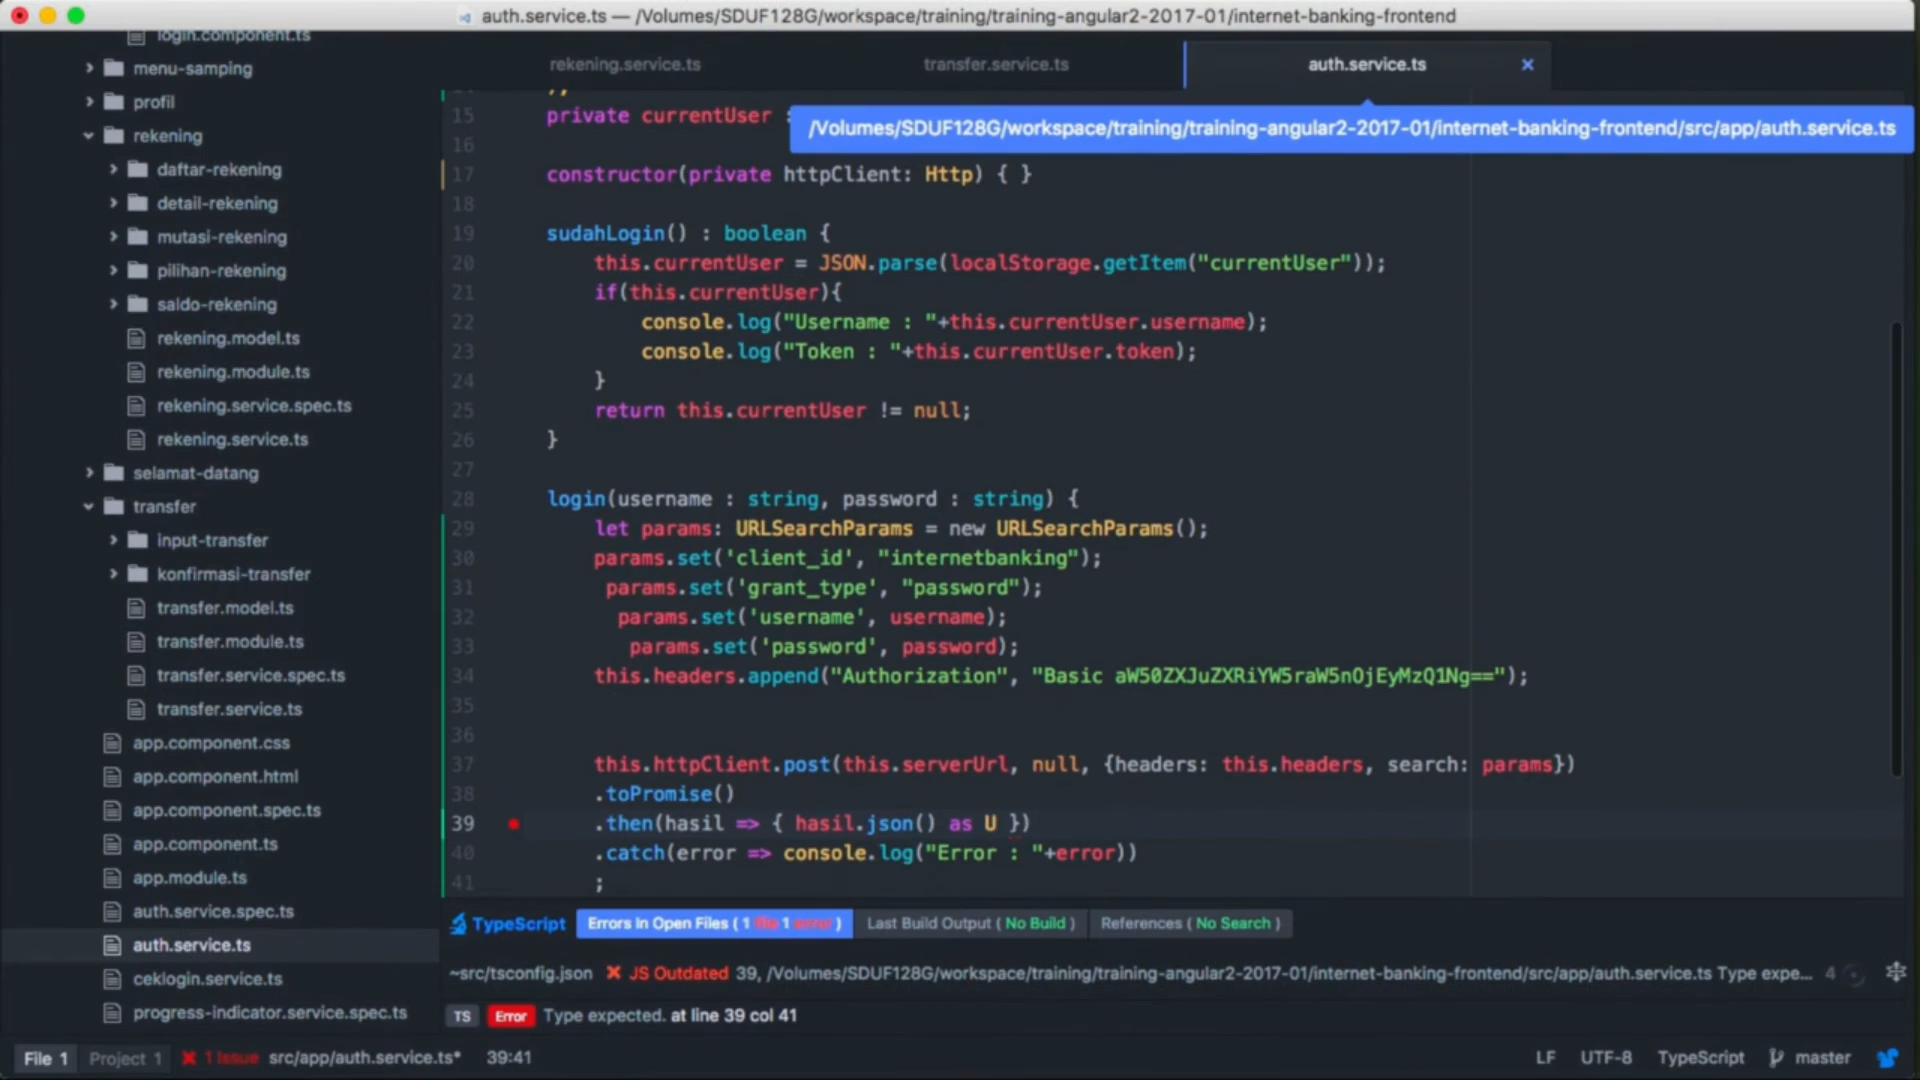 auth.service.ts — /Volumes/SDUF128G/workspace/training/training-angular2-2017-01/internet-banking-frontend
login.component.ts
menu-samping
profil
rekening
daftar-rekening
detail-rekening
mutasi-rekening
pilihan-rekening
saldo-rekening
rekening.model.ts
rekening.module.ts
rekening.service.spec.ts
rekening.service.ts
selamat-datang
transfer
input-transfer
konfirmasi-transfer
transfer.model.ts
transfer.module.ts
transfer.service.spec.ts
transfer.service.ts
app.component.css
app.component.html
app.component.spec.ts
app.component.ts
app.module.ts
auth.service.spec.ts
auth.service.ts
ceklogin.service.ts
progress-indicator.service.spec.ts
rekening.service.ts transfer.service.ts auth.service.ts ×
/Volumes/SDUF128G/workspace/training/training-angular2-2017-01/internet-banking-frontend/src/app/auth.service.ts
15 private currentUser :
16
17 constructor(private httpClient: Http) { }
18
19 sudahLogin() : boolean {
20 this.currentUser = JSON.parse(localStorage.getItem("currentUser"));
21 if(this.currentUser){
22 console.log("Username : "+this.currentUser.username);
23 console.log("Token : "+this.currentUser.token);
24 }
25 return this.currentUser != null;
26 }
27
28 login(username : string, password : string) {
29 let params: URLSearchParams = new URLSearchParams();
30 params.set('client_id', "internetbanking");
31 params.set('grant_type', "password");
32 params.set('username', username);
33 params.set('password', password);
34 this.headers.append("Authorization", "Basic aW50ZXJuZXRiYW5raW5nOjEyMzQ1Ng==");
35
36
37 this.httpClient.post(this.serverUrl, null, {headers: this.headers, search: params})
38 .toPromise()
39 .then(hasil => { hasil.json() as U })
40 .catch(error => console.log("Error : "+error))
41 ;
TypeScript Errors In Open Files ( 1 file 1 error ) Last Build Output ( No Build ) References ( No Search )
~src/tsconfig.json ✖ JS Outdated 39, /Volumes/SDUF128G/workspace/training/training-angular2-2017-01/internet-banking-frontend/src/app/auth.service.ts Type expe... 4
TS Error Type expected. at line 39 col 41
File 1 Project 1 ✖ 1 Issue src/app/auth.service.ts* 39:41 LF UTF-8 TypeScript master